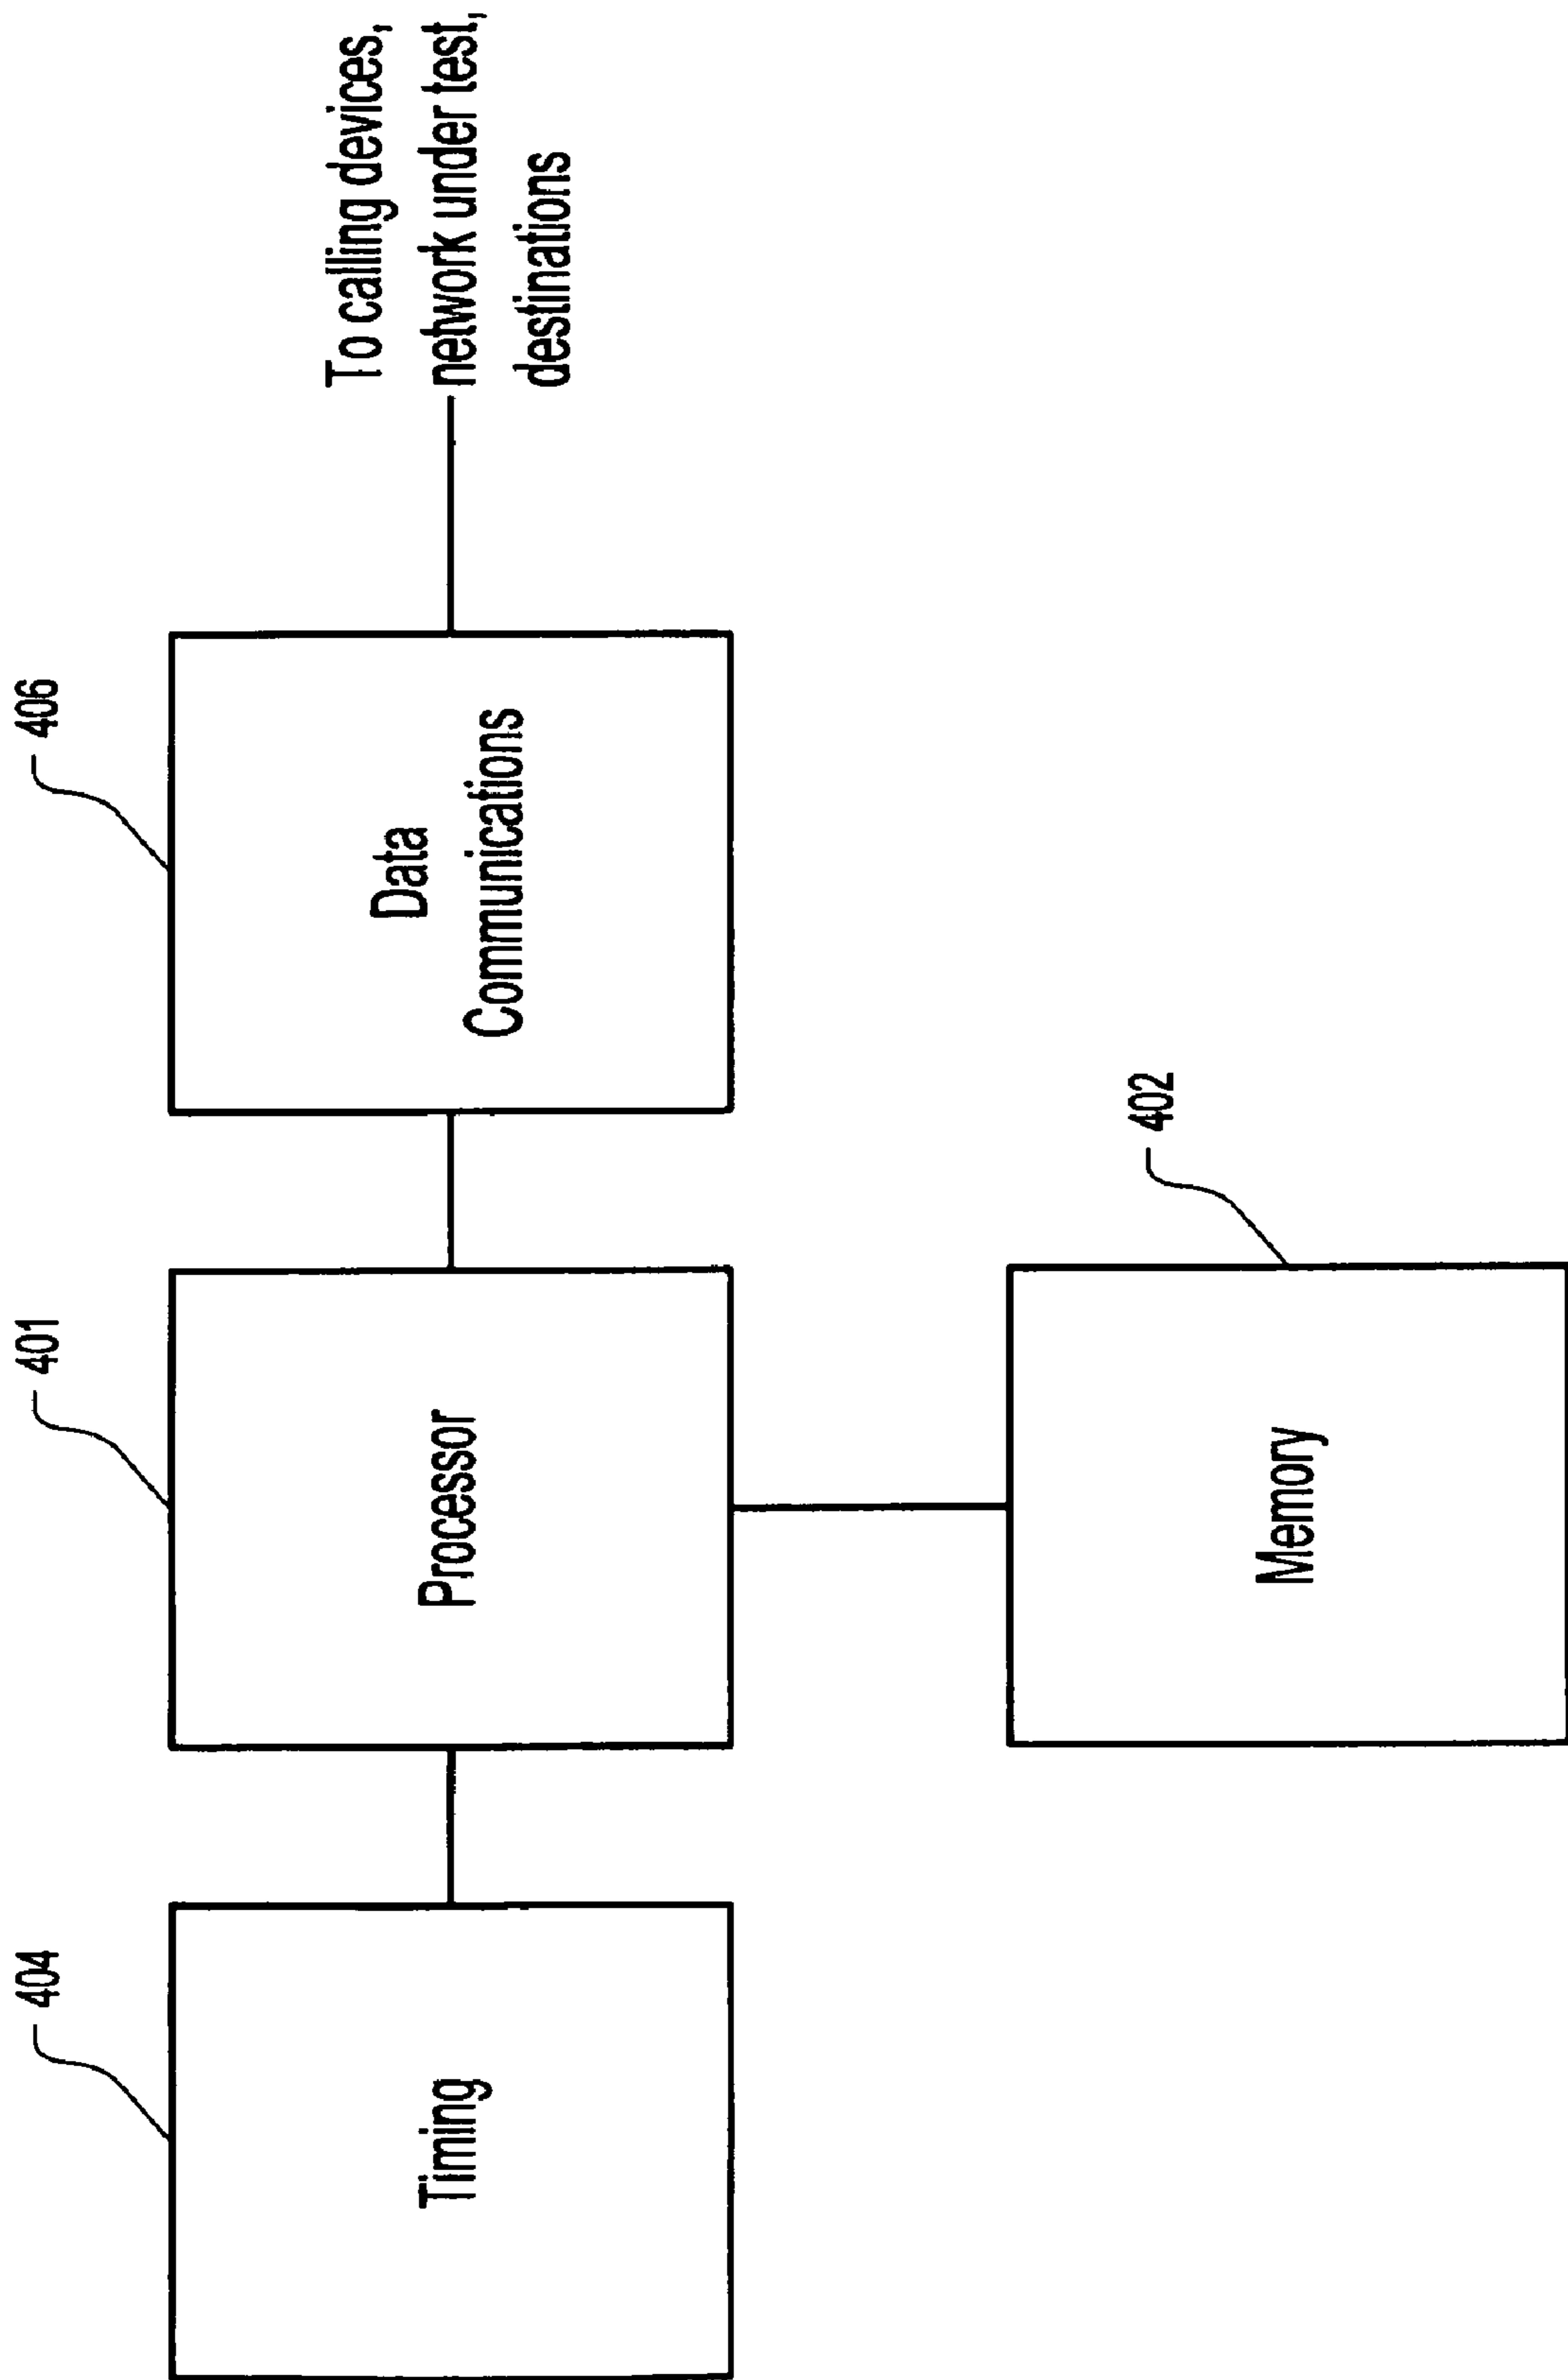 404
401
406
Timing
Processor
Data
Communications
To calling devices,
network under test,
destinations
402
Memory